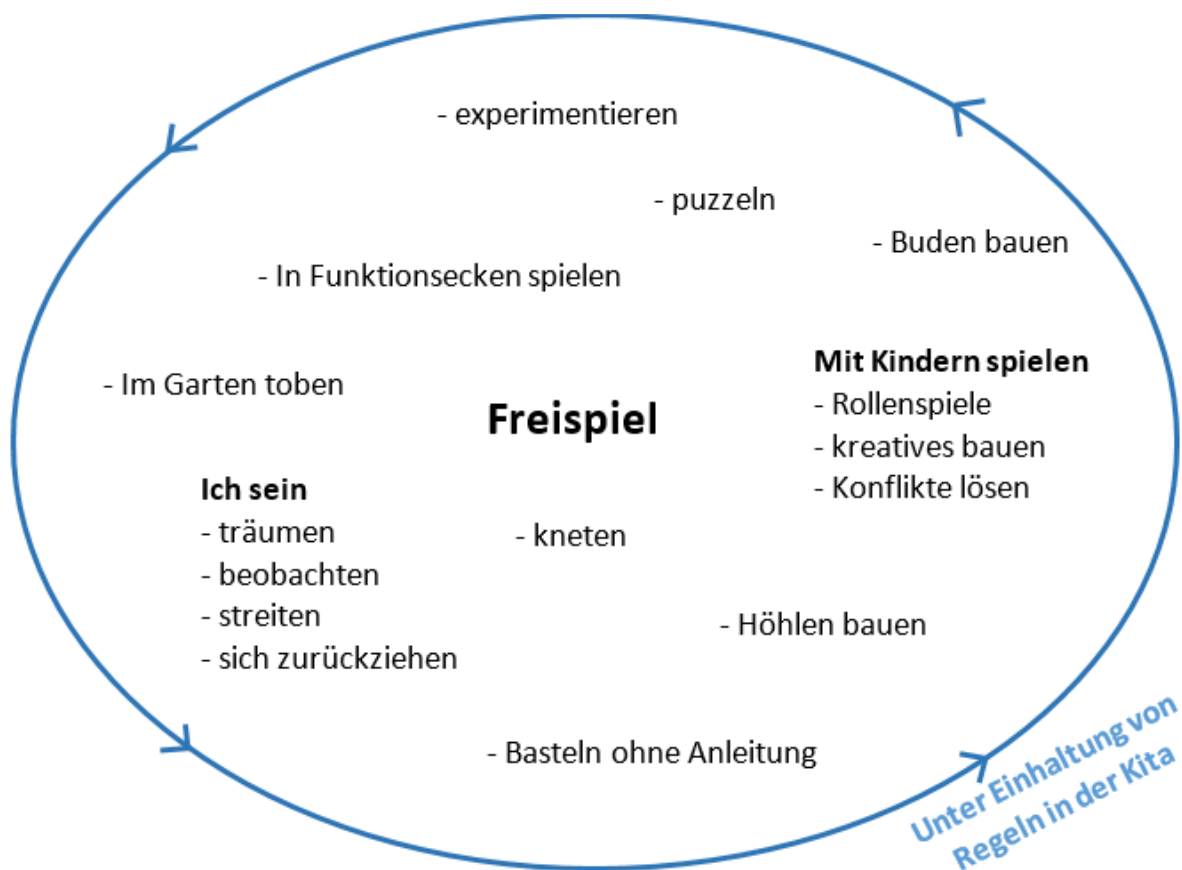 - experimentieren
- puzzeln
- Buden bauen
- In Funktionsecken spielen
- Im Garten toben
Mit Kindern spielen
- Rollenspiele
- kreatives bauen
- Konflikte lösen
Freispiel
Ich sein
- träumen
- beobachten
- streiten
- sich zurückziehen
- kneten
- Höhlen bauen
- Basteln ohne Anleitung
Unter Einhaltung von
Regeln in der Kita